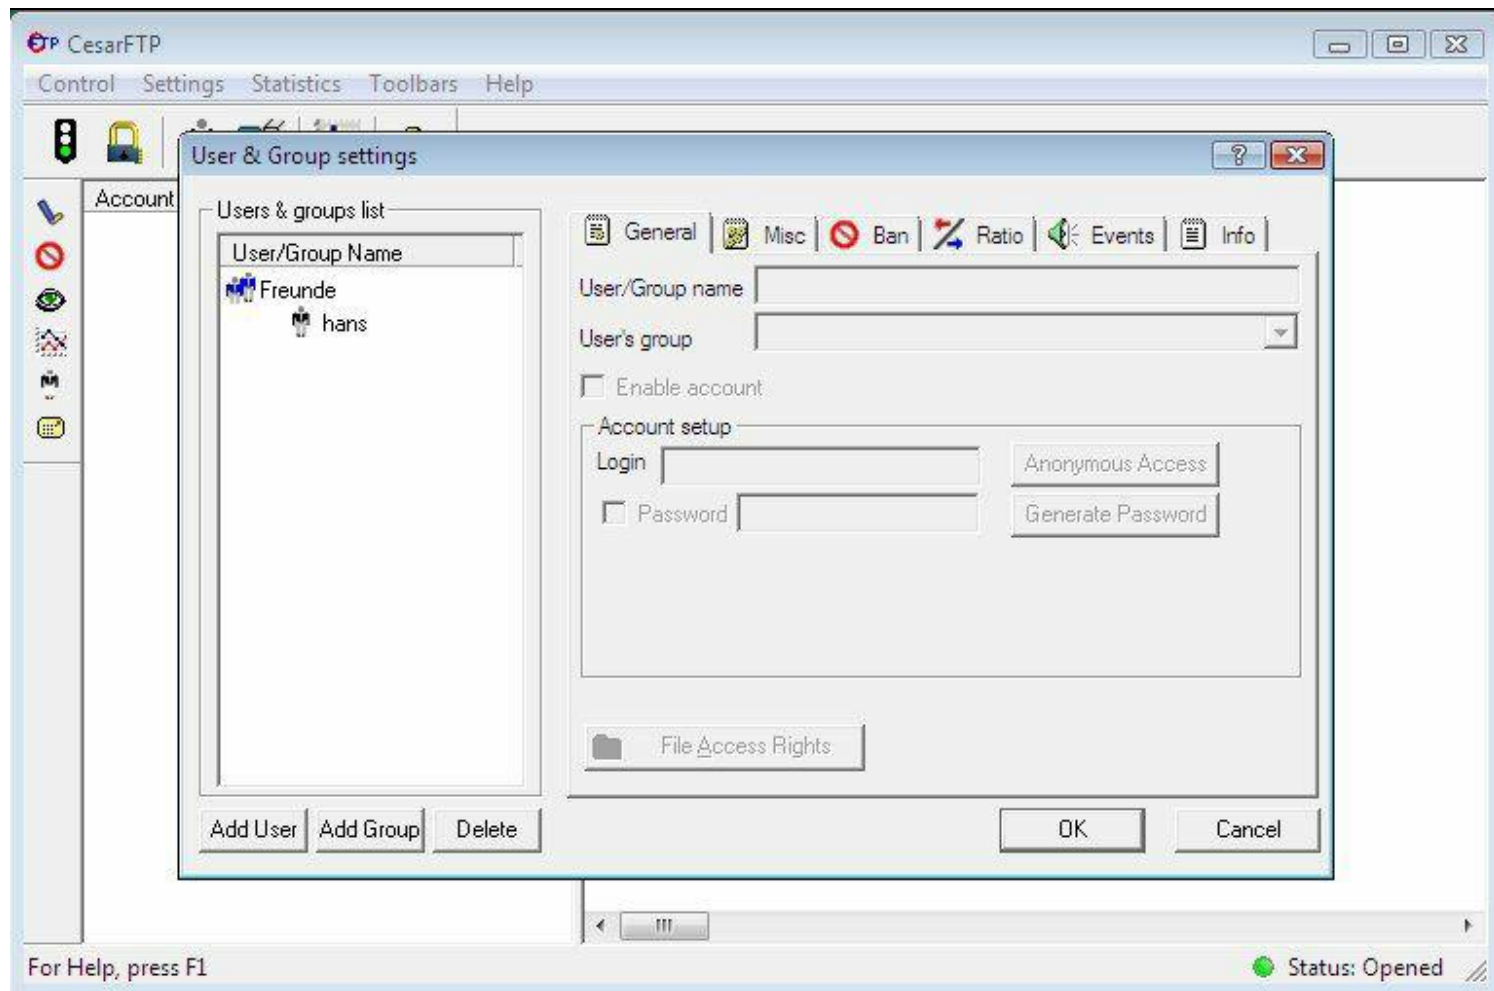 CesarFTP
Control Settings Statistics Toolbars Help
User & Group settings
Account
Users & groups list
User/Group Name
Freunde
hans
General Misc Ban Ratio Events Info
User/Group name
User's group
Enable account
Account setup
Login Anonymous Access
Password Generate Password
File Access Rights
Add User Add Group Delete OK Cancel
For Help, press F1 Status: Opened